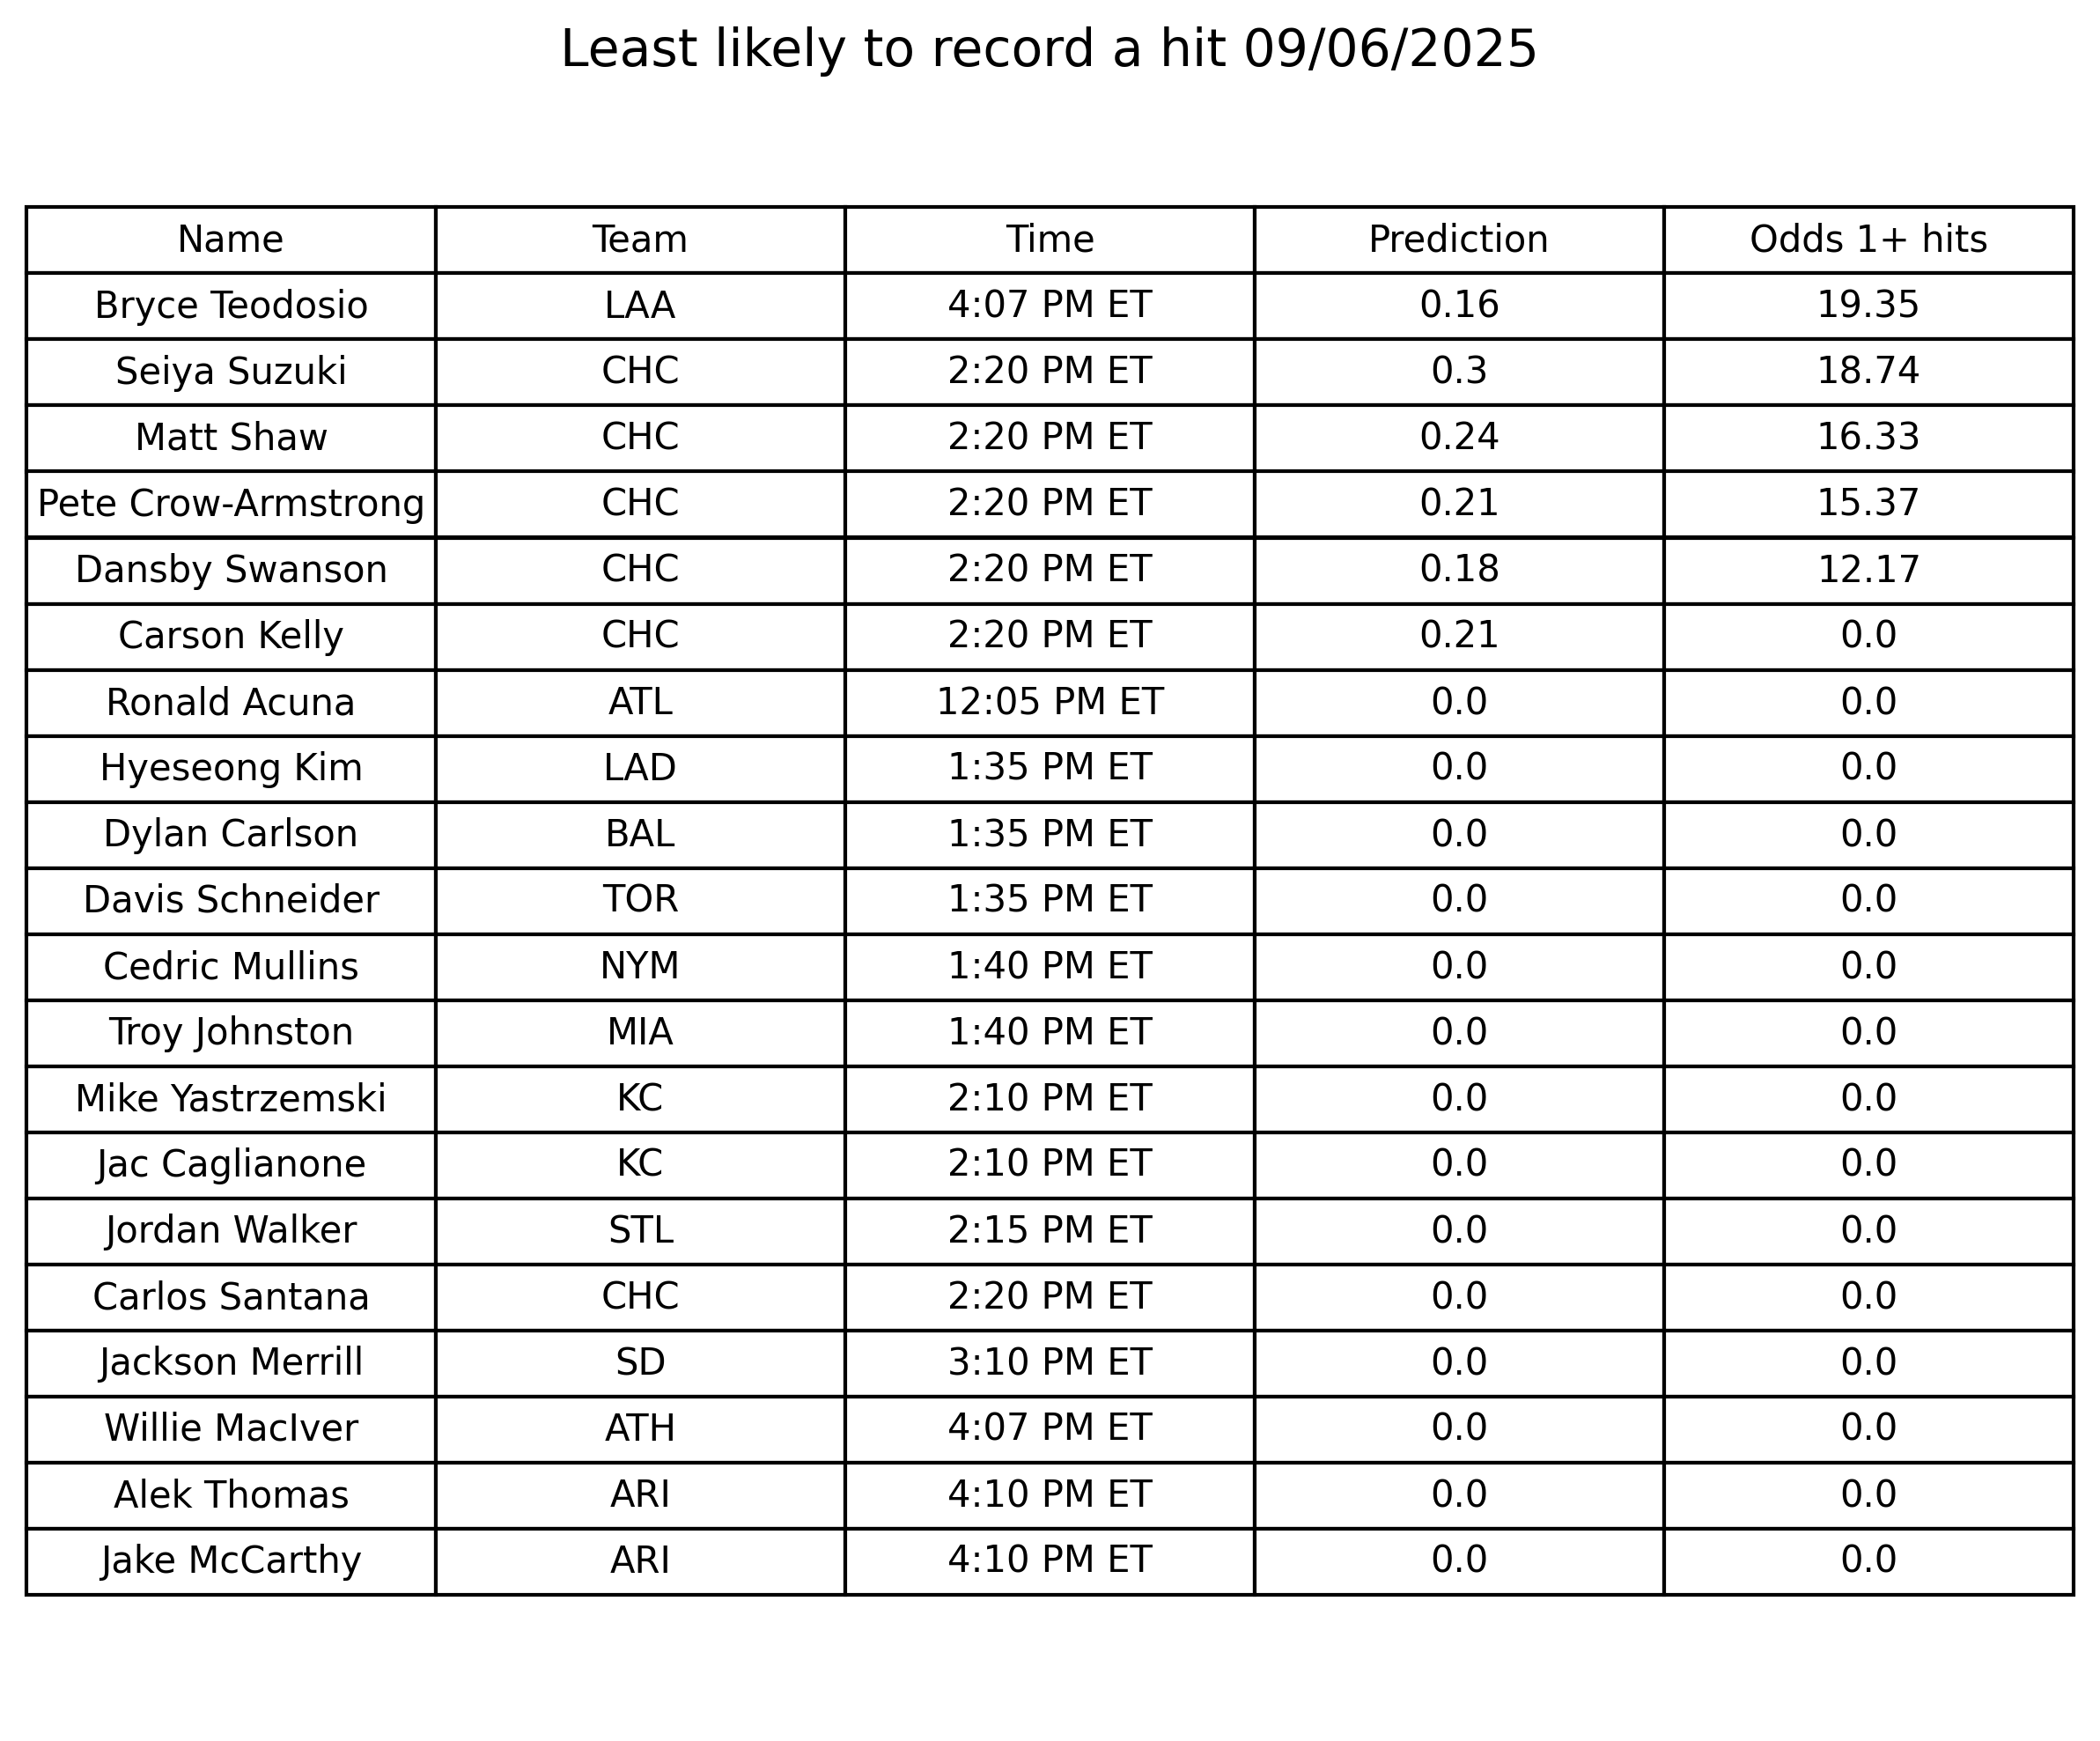 Least likely to record a hit 09/06/2025
Name Team Time Prediction Odds 1+ hits
Bryce Teodosio LAA 4:07 PM ET 0.16 19.35
Seiya Suzuki CHC 2:20 PM ET 0.3 18.74
Matt Shaw CHC 2:20 PM ET 0.24 16.33
Pete Crow-Armstrong CHC 2:20 PM ET 0.21 15.37
Dansby Swanson CHC 2:20 PM ET 0.18 12.17
Carson Kelly CHC 2:20 PM ET 0.21 0.0
Ronald Acuna ATL 12:05 PM ET 0.0 0.0
Hyeseong Kim LAD 1:35 PM ET 0.0 0.0
Dylan Carlson BAL 1:35 PM ET 0.0 0.0
Davis Schneider TOR 1:35 PM ET 0.0 0.0
Cedric Mullins NYM 1:40 PM ET 0.0 0.0
Troy Johnston MIA 1:40 PM ET 0.0 0.0
Mike Yastrzemski KC 2:10 PM ET 0.0 0.0
Jac Caglianone KC 2:10 PM ET 0.0 0.0
Jordan Walker STL 2:15 PM ET 0.0 0.0
Carlos Santana CHC 2:20 PM ET 0.0 0.0
Jackson Merrill SD 3:10 PM ET 0.0 0.0
Willie MacIver ATH 4:07 PM ET 0.0 0.0
Alek Thomas ARI 4:10 PM ET 0.0 0.0
Jake McCarthy ARI 4:10 PM ET 0.0 0.0